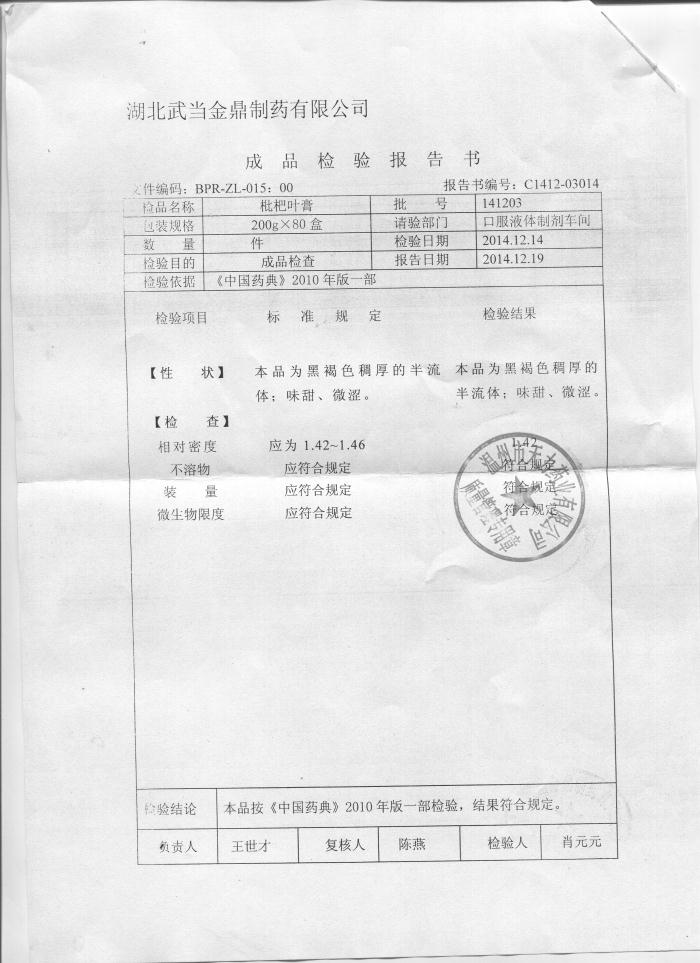 湖北武当金鼎制药有限公司
成品检验报告书
文件编码：BPR-ZL-015：00 报告书编号：C1412-03014
检品名称 枇杷叶膏 批号 141203
包装规格 200g×80盒 请验部门 口服液体制剂车间
数量 件 检验日期 2014.12.14
检验目的 成品检查 报告日期 2014.12.19
检验依据 《中国药典》2010年版一部
检验项目 标准规定 检验结果
【性状】 本品为黑褐色稠厚的半流 本品为黑褐色稠厚的
体；味甜、微涩。 半流体；味甜、微涩。
【检查】
相对密度 应为1.42~1.46 1.42
不溶物 应符合规定 符合规定
装量 应符合规定 符合规定
微生物限度 应符合规定 符合规定
温州市 药业有限公司
检验结论 本品按《中国药典》2010年版一部检验，结果符合规定。
负责人 王世才 复核人 陈燕 检验人 肖元元